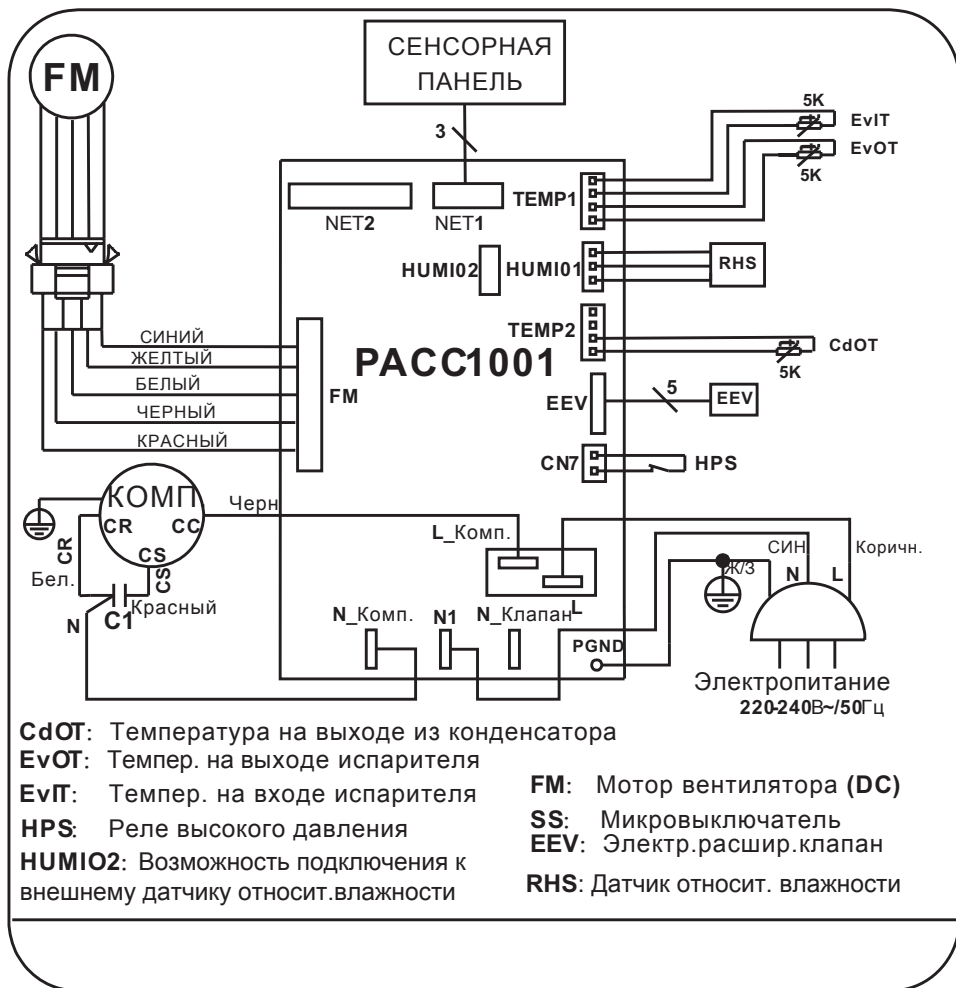 FM
СЕНСОРНАЯ
ПАНЕЛЬ
3
5K
EvIT
EvOT
5K
TEMP1
NET2
NET1
HUMI02
HUMI01
RHS
TEMP2
CdOT
5K
СИНИЙ
ЖЕЛТЫЙ
БЕЛЫЙ
ЧЕРНЫЙ
КРАСНЫЙ
FM
PACC1001
EEV
5
EEV
CN7
HPS
КОМП
CR
CC
CS
Черн
CR
Бел.
CS
C1
Красный
N
L_Комп.
L
N_Комп.
N1
N_Клапан
PGND
СИН
Коричн.
Ж/З
N
L
Электропитание
220-240В~/50Гц
CdOT: Температура на выходе из конденсатора
EvOT: Темпер. на выходе испарителя
EvIT: Темпер. на входе испарителя
HPS: Реле высокого давления
HUMIO2: Возможность подключения к
внешнему датчику относит.влажности
FM: Мотор вентилятора (DC)
SS: Микровыключатель
EEV: Электр.расшир.клапан
RHS: Датчик относит. влажности